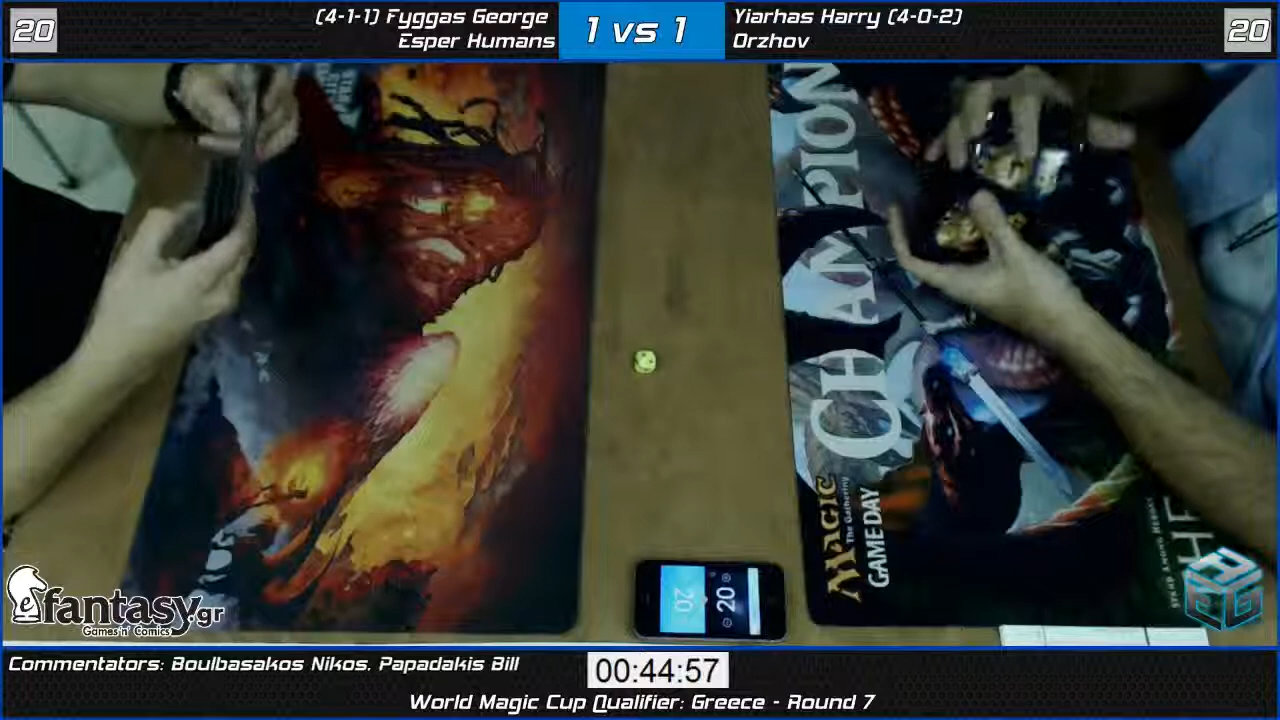 20
(4-1-1) Fyggas George
Esper Humans
1 vs 1
Yiarhas Harry (4-0-2)
Orzhov
20
CHAMPION
MAGIC
The Gathering
GAME DAY
20
20
efantasy.gr
Games 'n' Comics
Commentators: Boulbasakos Nikos, Papadakis Bill
00:44:57
World Magic Cup Qualifier: Greece - Round 7